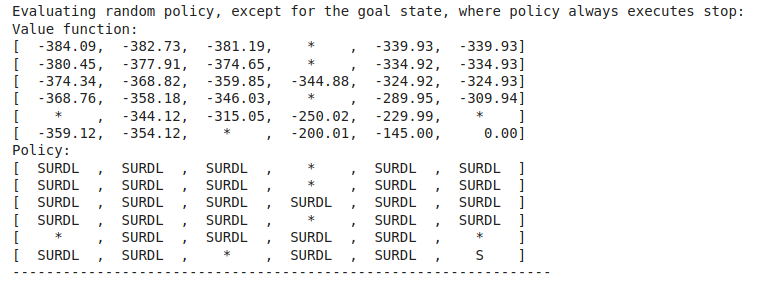 Evaluating random policy, except for the goal state, where policy always executes stop:
Value function:
[  -384.09,  -382.73,  -381.19,     *    ,  -339.93,  -339.93]
[  -380.45,  -377.91,  -374.65,     *    ,  -334.92,  -334.93]
[  -374.34,  -368.82,  -359.85,  -344.88,  -324.92,  -324.93]
[  -368.76,  -358.18,  -346.03,     *    ,  -289.95,  -309.94]
[     *    ,  -344.12,  -315.05,  -250.02,  -229.99,     *    ]
[  -359.12,  -354.12,     *    ,  -200.01,  -145.00,     0.00]
Policy:
[  SURDL  ,  SURDL  ,  SURDL  ,     *    ,  SURDL  ,  SURDL  ]
[  SURDL  ,  SURDL  ,  SURDL  ,     *    ,  SURDL  ,  SURDL  ]
[  SURDL  ,  SURDL  ,  SURDL  ,  SURDL  ,  SURDL  ,  SURDL  ]
[  SURDL  ,  SURDL  ,  SURDL  ,     *    ,  SURDL  ,  SURDL  ]
[     *    ,  SURDL  ,  SURDL  ,  SURDL  ,  SURDL  ,     *    ]
[  SURDL  ,  SURDL  ,     *    ,  SURDL  ,  SURDL  ,    S    ]
----------------------------------------------------------------